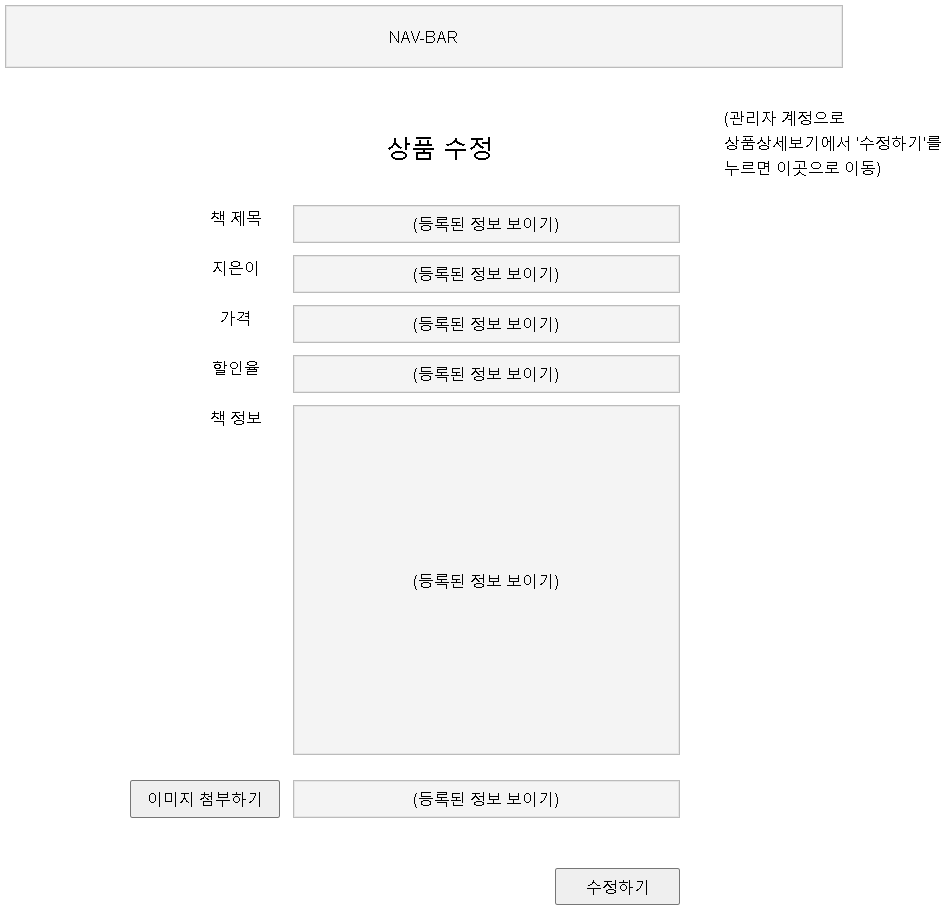 NAV-BAR
(관리자 계정으로
상품상세보기에서 '수정하기'를
누르면 이곳으로 이동)
상품 수정
책 제목
(등록된 정보 보이기)
지은이
(등록된 정보 보이기)
가격
(등록된 정보 보이기)
할인율
(등록된 정보 보이기)
책 정보
(등록된 정보 보이기)
이미지 첨부하기
(등록된 정보 보이기)
수정하기